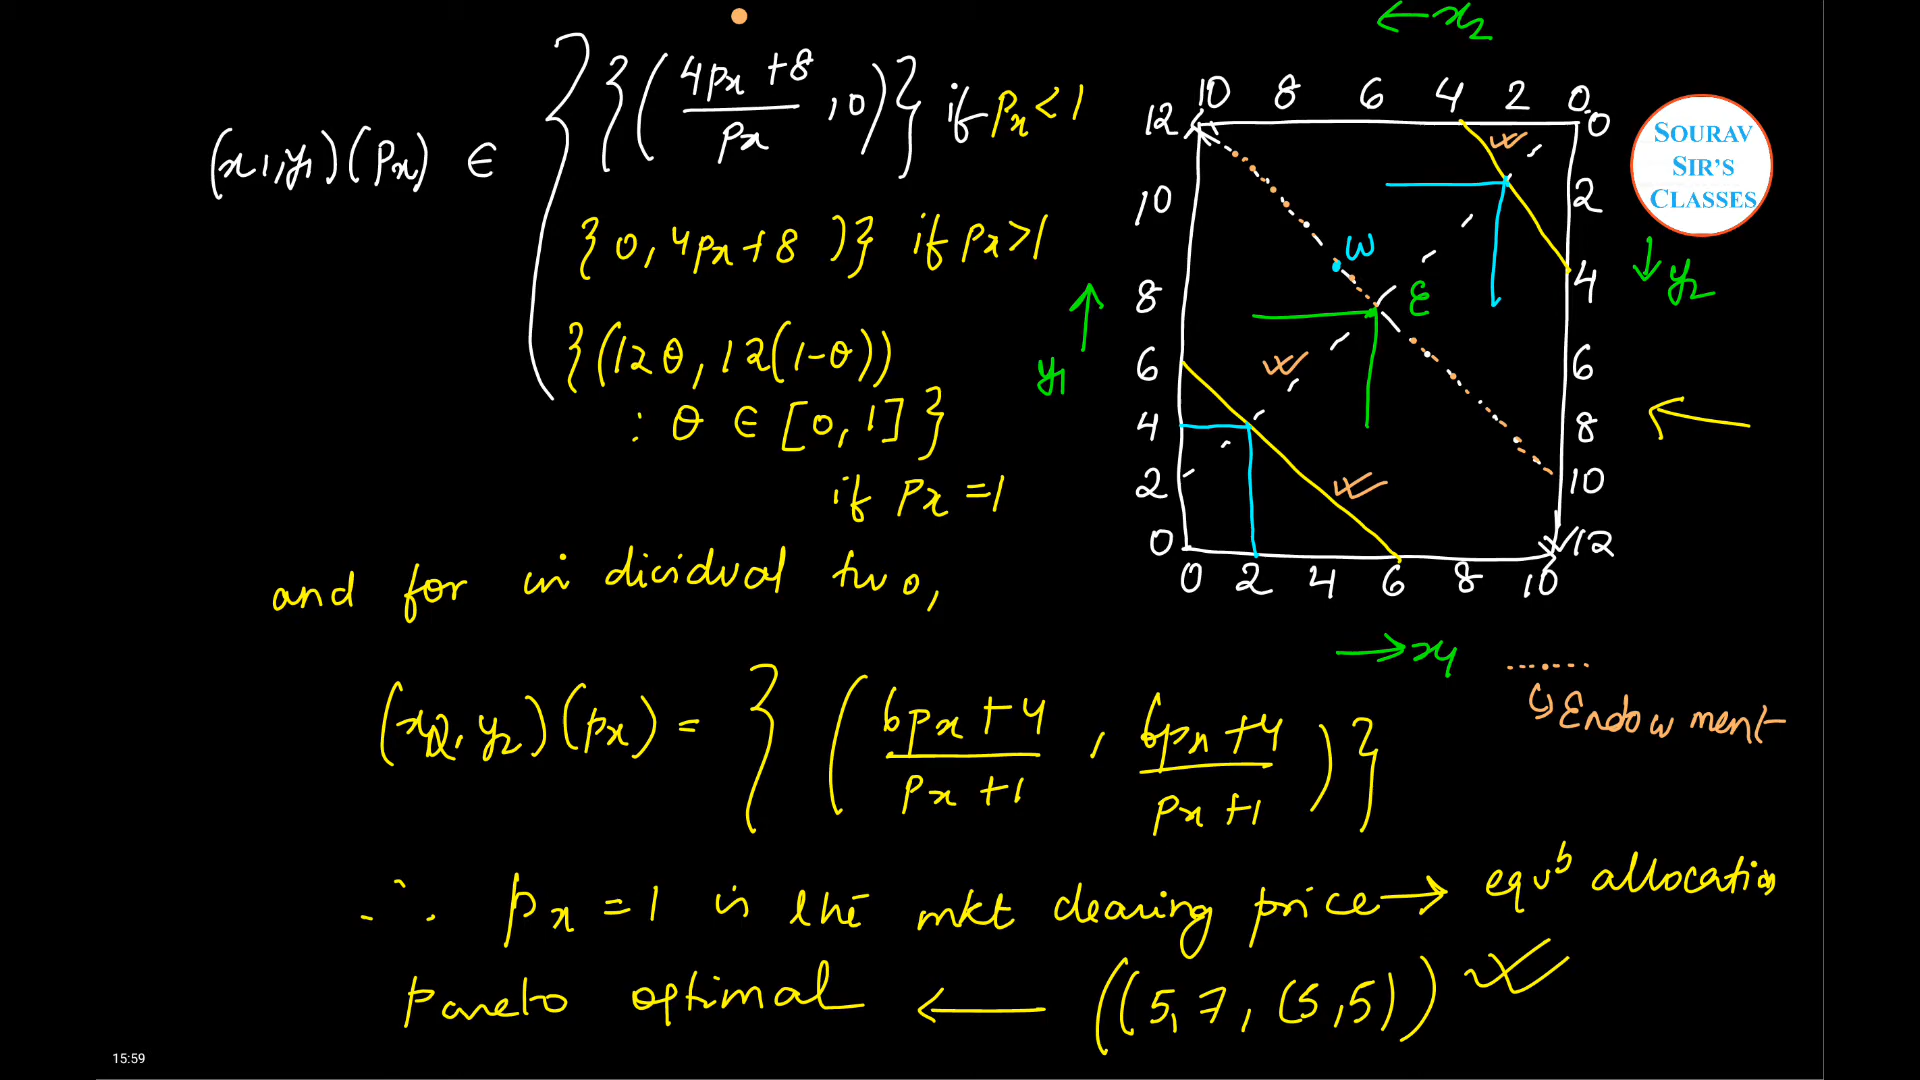 (x1,y1)(Px) ∈ { {(4Px+8/Px , 0)} if Px < 1
{0, 4Px+8)} if Px>1
{(12θ, 12(1-θ))
: θ ∈ [0,1]}
if Px =1
and for individual two,
(x2, y2)(Px) = { (6Px+4/Px+1 , 6Px+4/Px+1)}
∴ Px =1 is the mkt clearing price → equb allocation
Pareto optimal ← ((5,7, (5,5))
← x2
10 8 6 4 2 0
12 10 8 6 4 2 0
0 2 4 6 8 10 12
0 2 4 6 8 10
W
E
y1
↓ y2
→ x1
↳ Endowment
SOURAV
SIR'S
CLASSES
15:59